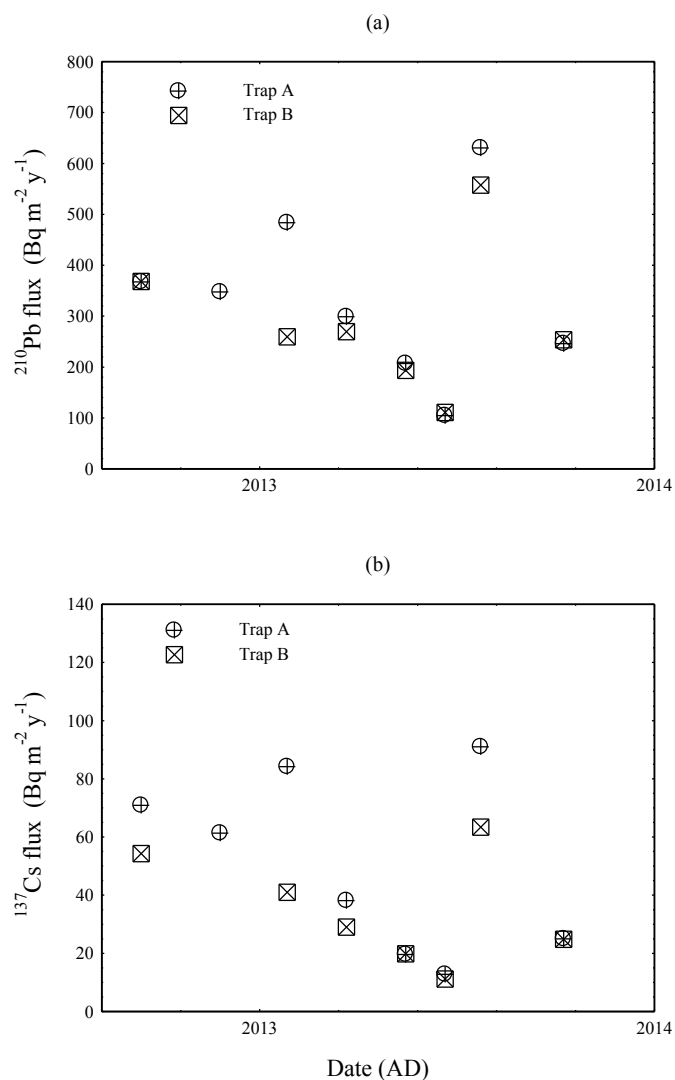 (a)
800
700
600
500
400
300
200
100
0
²¹⁰Pb flux (Bq m⁻² y⁻¹)
Trap A
Trap B
2013 2014
(b)
140
120
100
80
60
40
20
0
¹³⁷Cs flux (Bq m⁻² y⁻¹)
Trap A
Trap B
2013 2014
Date (AD)